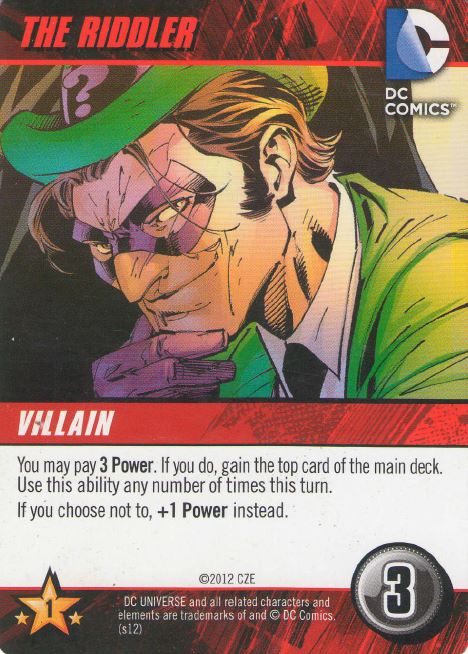 THE RIDDLER
DC
DC
COMICS™
?
VILLAIN
You may pay 3 Power. If you do, gain the top card of the main deck.
Use this ability any number of times this turn.
If you choose not to, +1 Power instead.
©2012 CZE
1
DC UNIVERSE and all related characters and
elements are trademarks of and © DC Comics.
(s12)
3